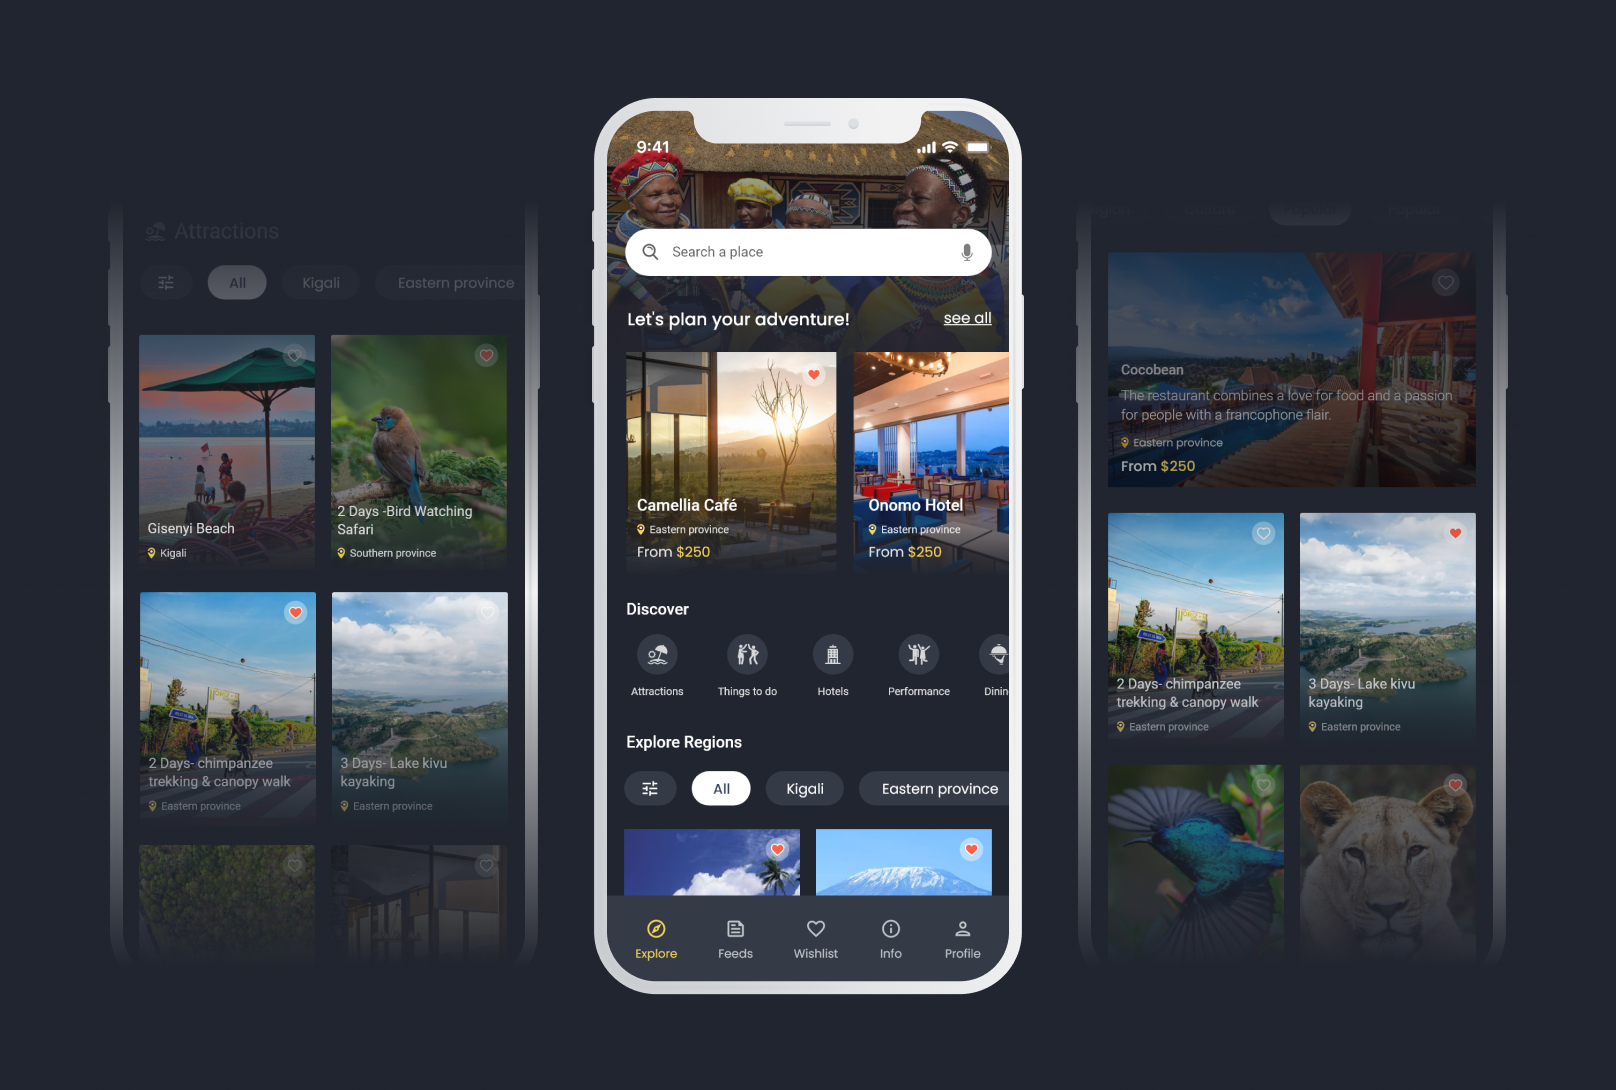 Attractions
All
Kigali
Eastern province
Gisenyi Beach
Kigali
2 Days -Bird Watching
Safari
Southern province
2 Days- chimpanzee
trekking & canopy walk
Eastern province
3 Days- Lake kivu
kayaking
Eastern province
9:41
Search a place
Let's plan your adventure!
see all
Camellia Café
Eastern province
From $250
Onomo Hotel
Eastern province
From $250
Discover
Attractions
Things to do
Hotels
Performance
Explore Regions
All
Kigali
Eastern province
Explore
Feeds
Wishlist
Info
Profile
Cocobean
The restaurant combines a love for food and a passion
for people with a francophone flair.
Eastern province
From $250
2 Days- chimpanzee
trekking & canopy walk
Eastern province
3 Days- Lake kivu
kayaking
Eastern province